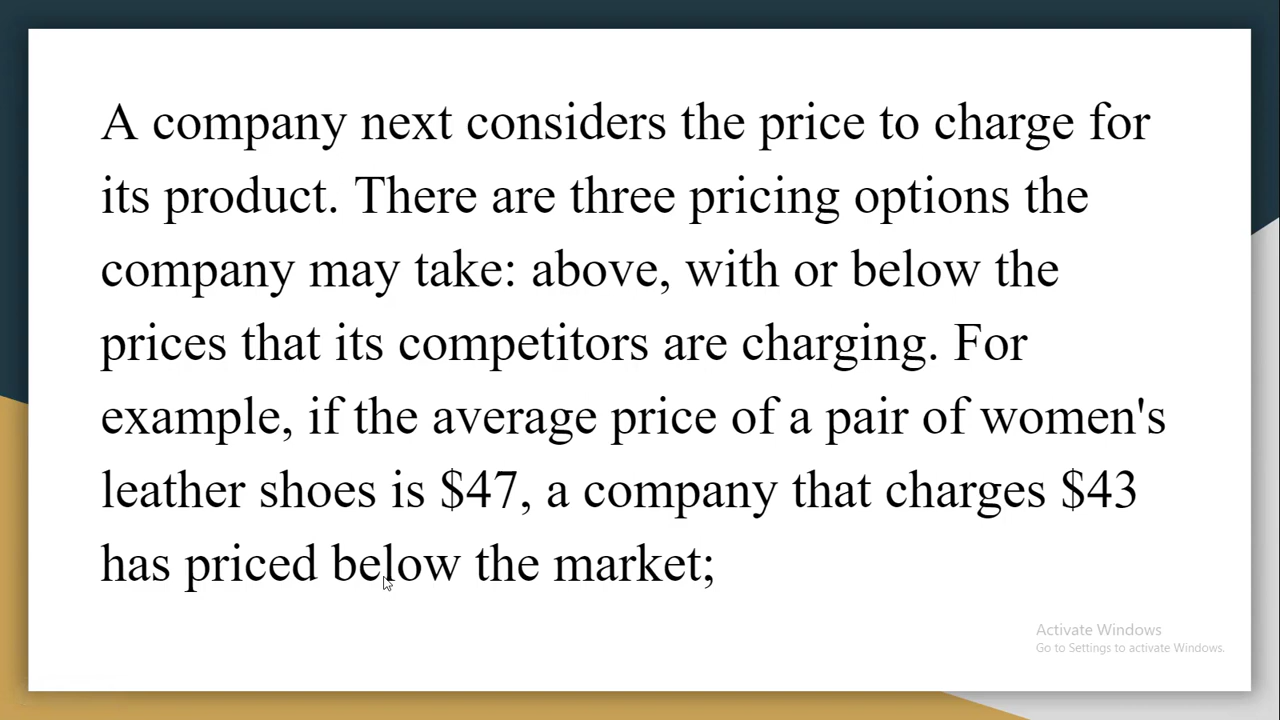 A company next considers the price to charge for
its product. There are three pricing options the
company may take: above, with or below the
prices that its competitors are charging. For
example, if the average price of a pair of women's
leather shoes is $47, a company that charges $43
has priced below the market;
Activate Windows
Go to Settings to activate Windows.